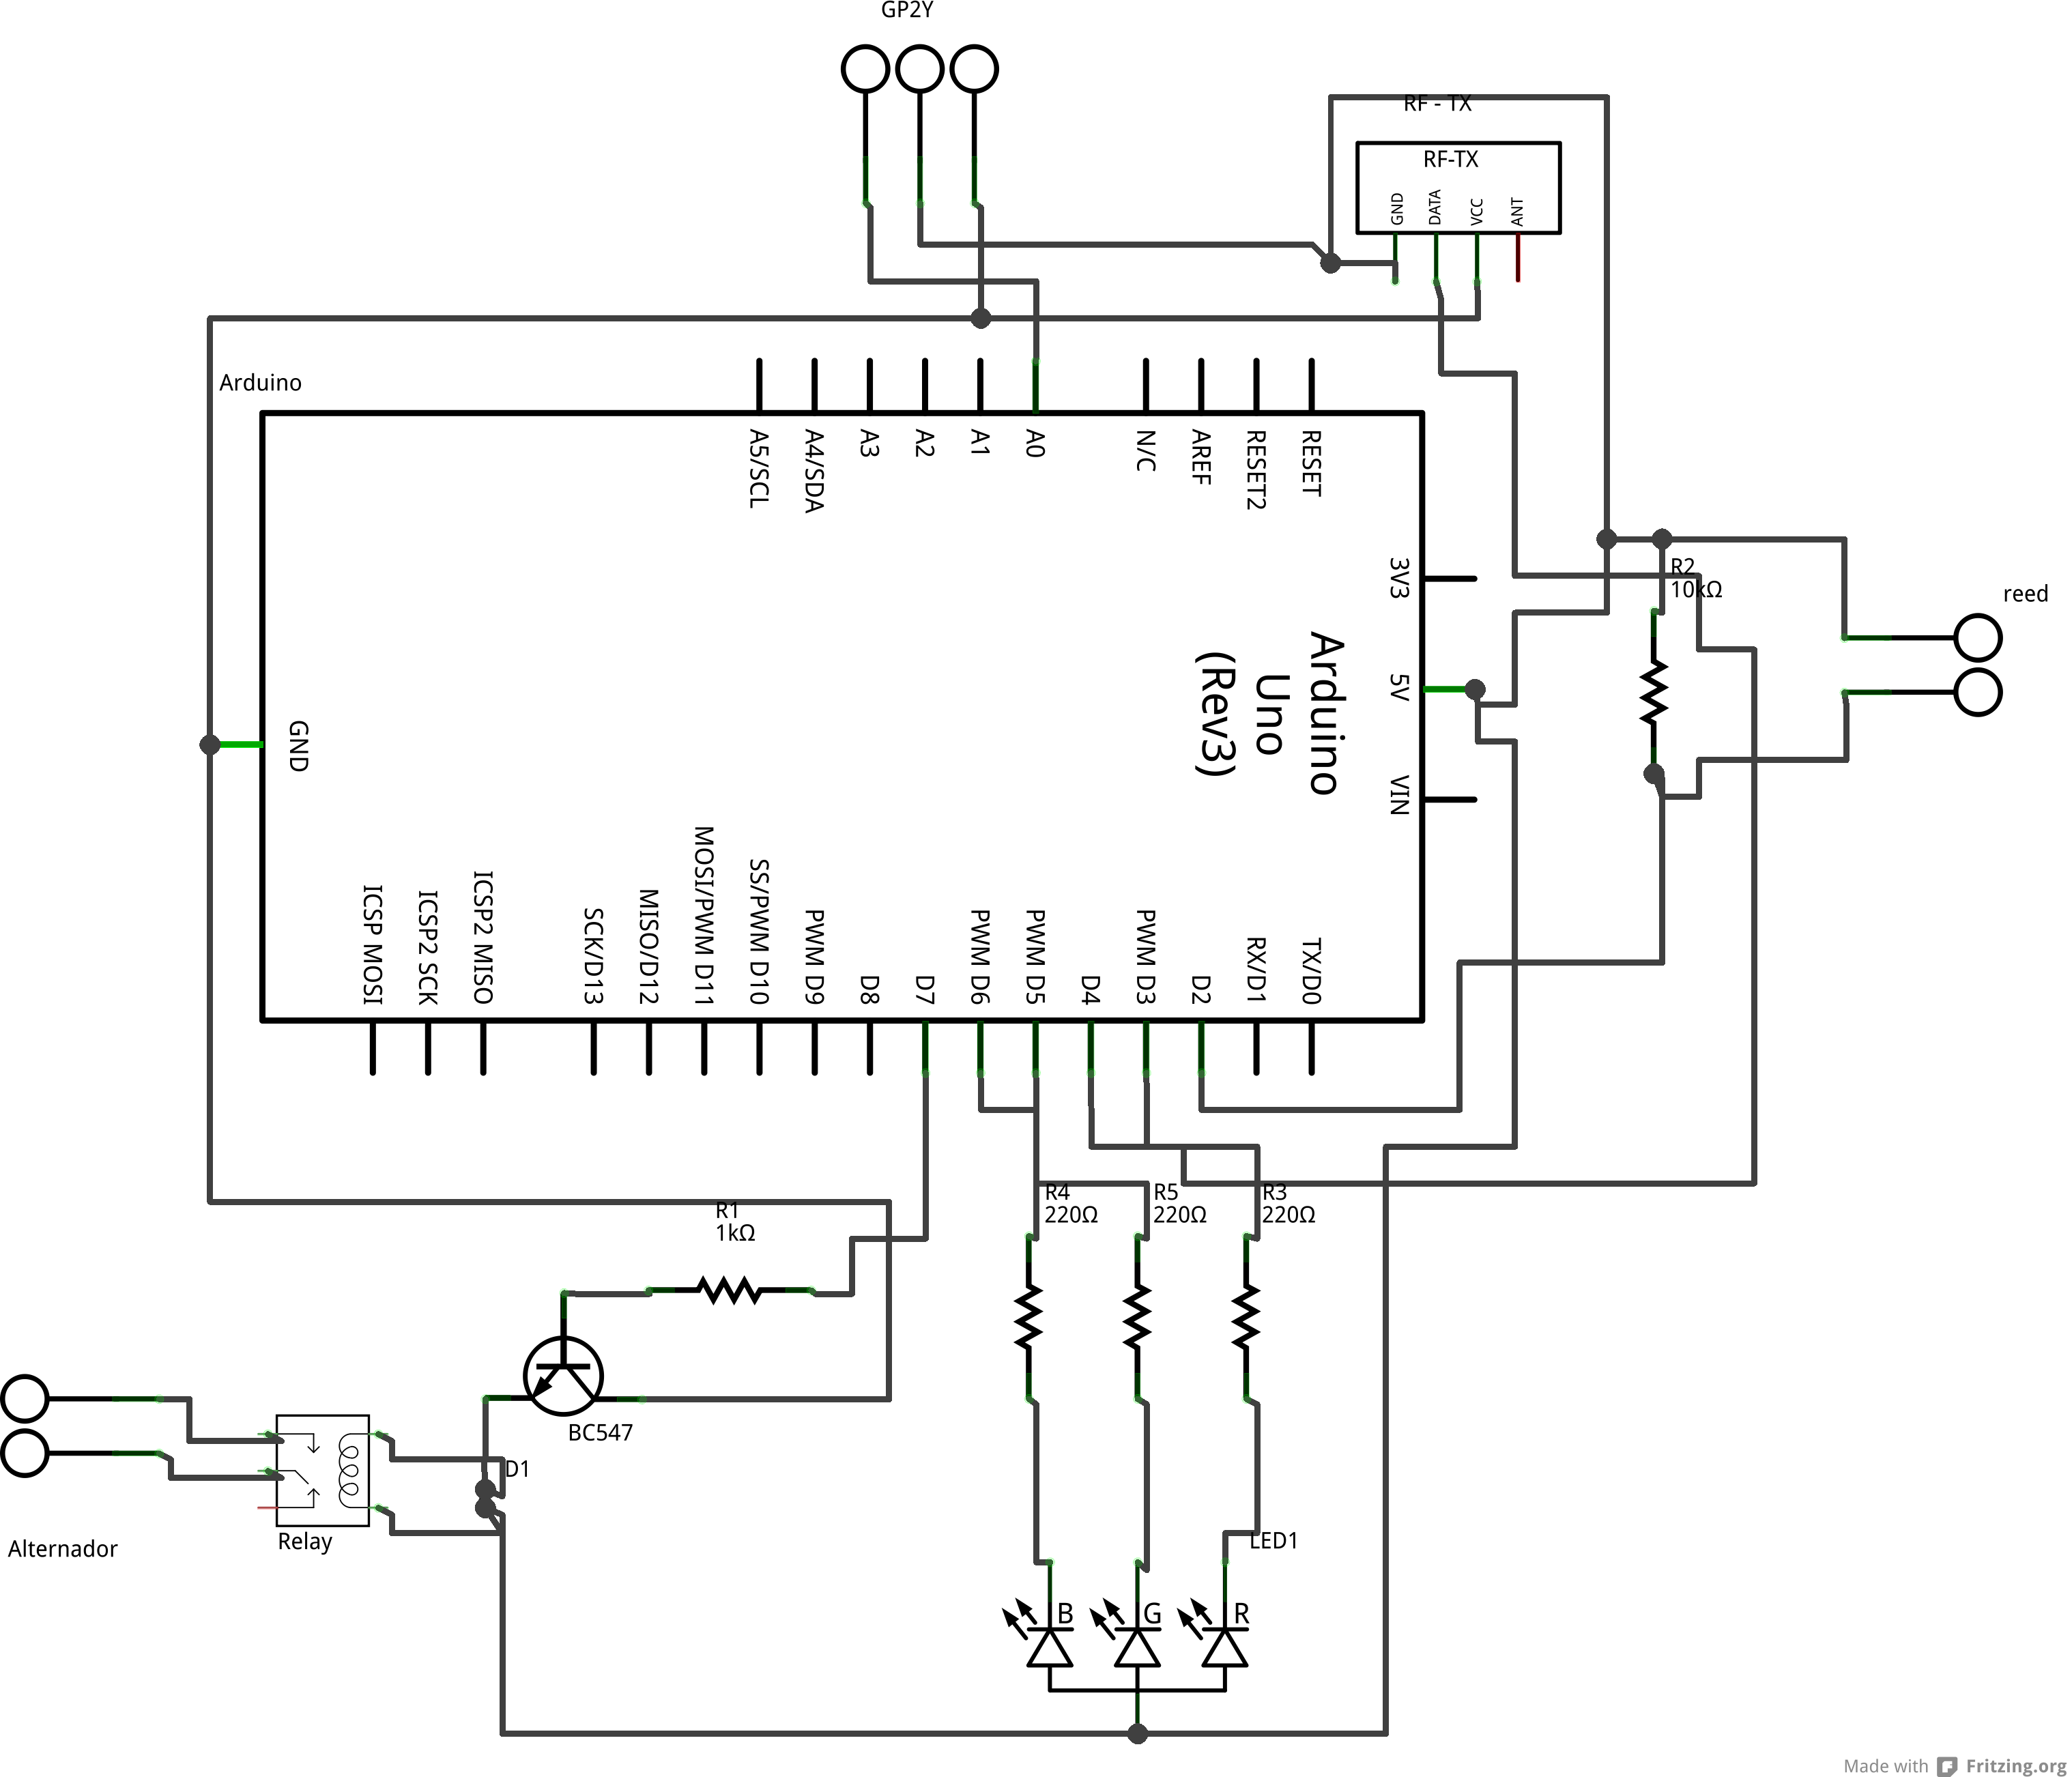 GP2Y
RF - TX
RF-TX
GND
DATA
VCC
ANT
Arduino
A5/SCL
A4/SDA
A3
A2
A1
A0
N/C
AREF
RESET2
RESET
3V3
5V
VIN
Arduino
Uno
(Rev3)
GND
R2
10kΩ
reed
ICSP MOSI
ICSP2 SCK
ICSP2 MISO
SCK/D13
MISO/D12
MOSI/PWM D11
SS/PWM D10
PWM D9
D8
D7
PWM D6
PWM D5
D4
PWM D3
D2
RX/D1
TX/D0
R1
1kΩ
R4
220Ω
R5
220Ω
R3
220Ω
BC547
D1
Relay
Alternador
LED1
B
G
R
Made with Fritzing.org